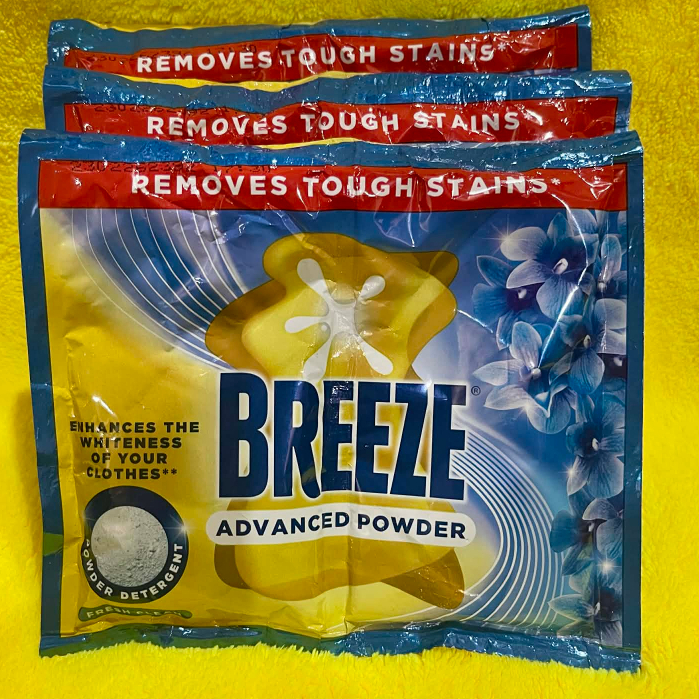 REMOVES TOUGH STAINS*
REMOVES TOUGH STAINS*
REMOVES TOUGH STAINS*
BREEZE®
ADVANCED POWDER
ENHANCES THE
WHITENESS
OF YOUR
CLOTHES**
POWDER DETERGENT